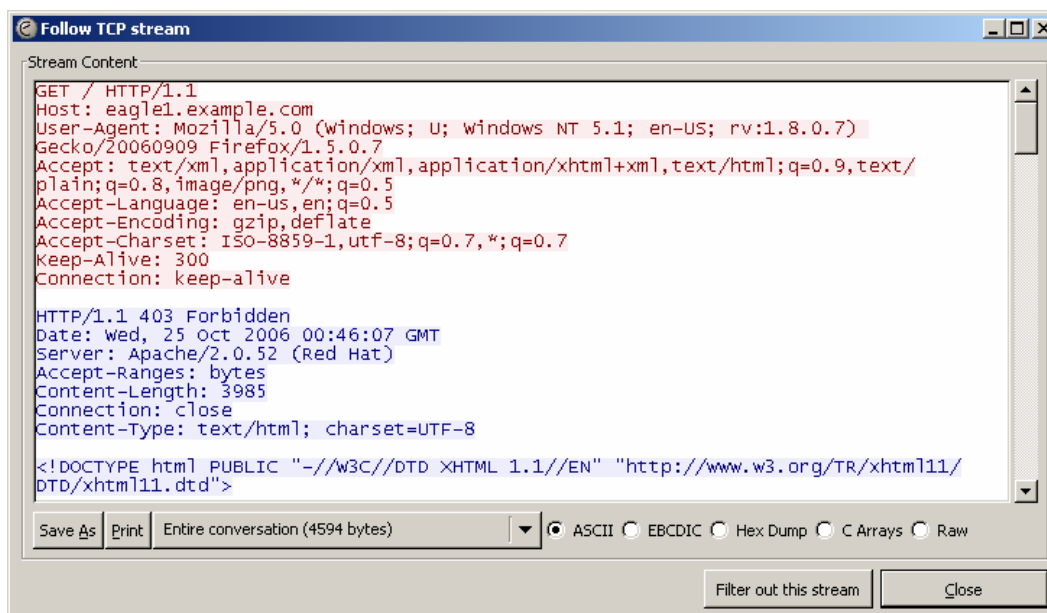 Follow TCP stream
Stream Content
GET / HTTP/1.1
Host: eagle1.example.com
User-Agent: Mozilla/5.0 (Windows; U; Windows NT 5.1; en-US; rv:1.8.0.7)
Gecko/20060909 Firefox/1.5.0.7
Accept: text/xml,application/xml,application/xhtml+xml,text/html;q=0.9,text/
plain;q=0.8,image/png,*/*;q=0.5
Accept-Language: en-us,en;q=0.5
Accept-Encoding: gzip,deflate
Accept-Charset: ISO-8859-1,utf-8;q=0.7,*;q=0.7
Keep-Alive: 300
Connection: keep-alive
HTTP/1.1 403 Forbidden
Date: Wed, 25 Oct 2006 00:46:07 GMT
Server: Apache/2.0.52 (Red Hat)
Accept-Ranges: bytes
Content-Length: 3985
Connection: close
Content-Type: text/html; charset=UTF-8
<!DOCTYPE html PUBLIC "-//W3C//DTD XHTML 1.1//EN" "http://www.w3.org/TR/xhtml11/
DTD/xhtml11.dtd">
Save As Print Entire conversation (4594 bytes) ASCII EBCDIC Hex Dump C Arrays Raw
Filter out this stream Close